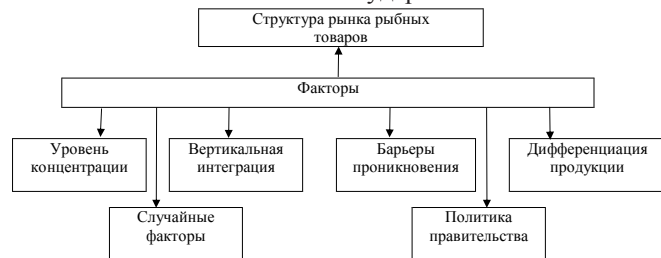 Структура рынка рыбных
товаров
Факторы
Уровень
концентрации
Вертикальная
интеграция
Барьеры
проникновения
Дифференциация
продукции
Случайные
факторы
Политика
правительства